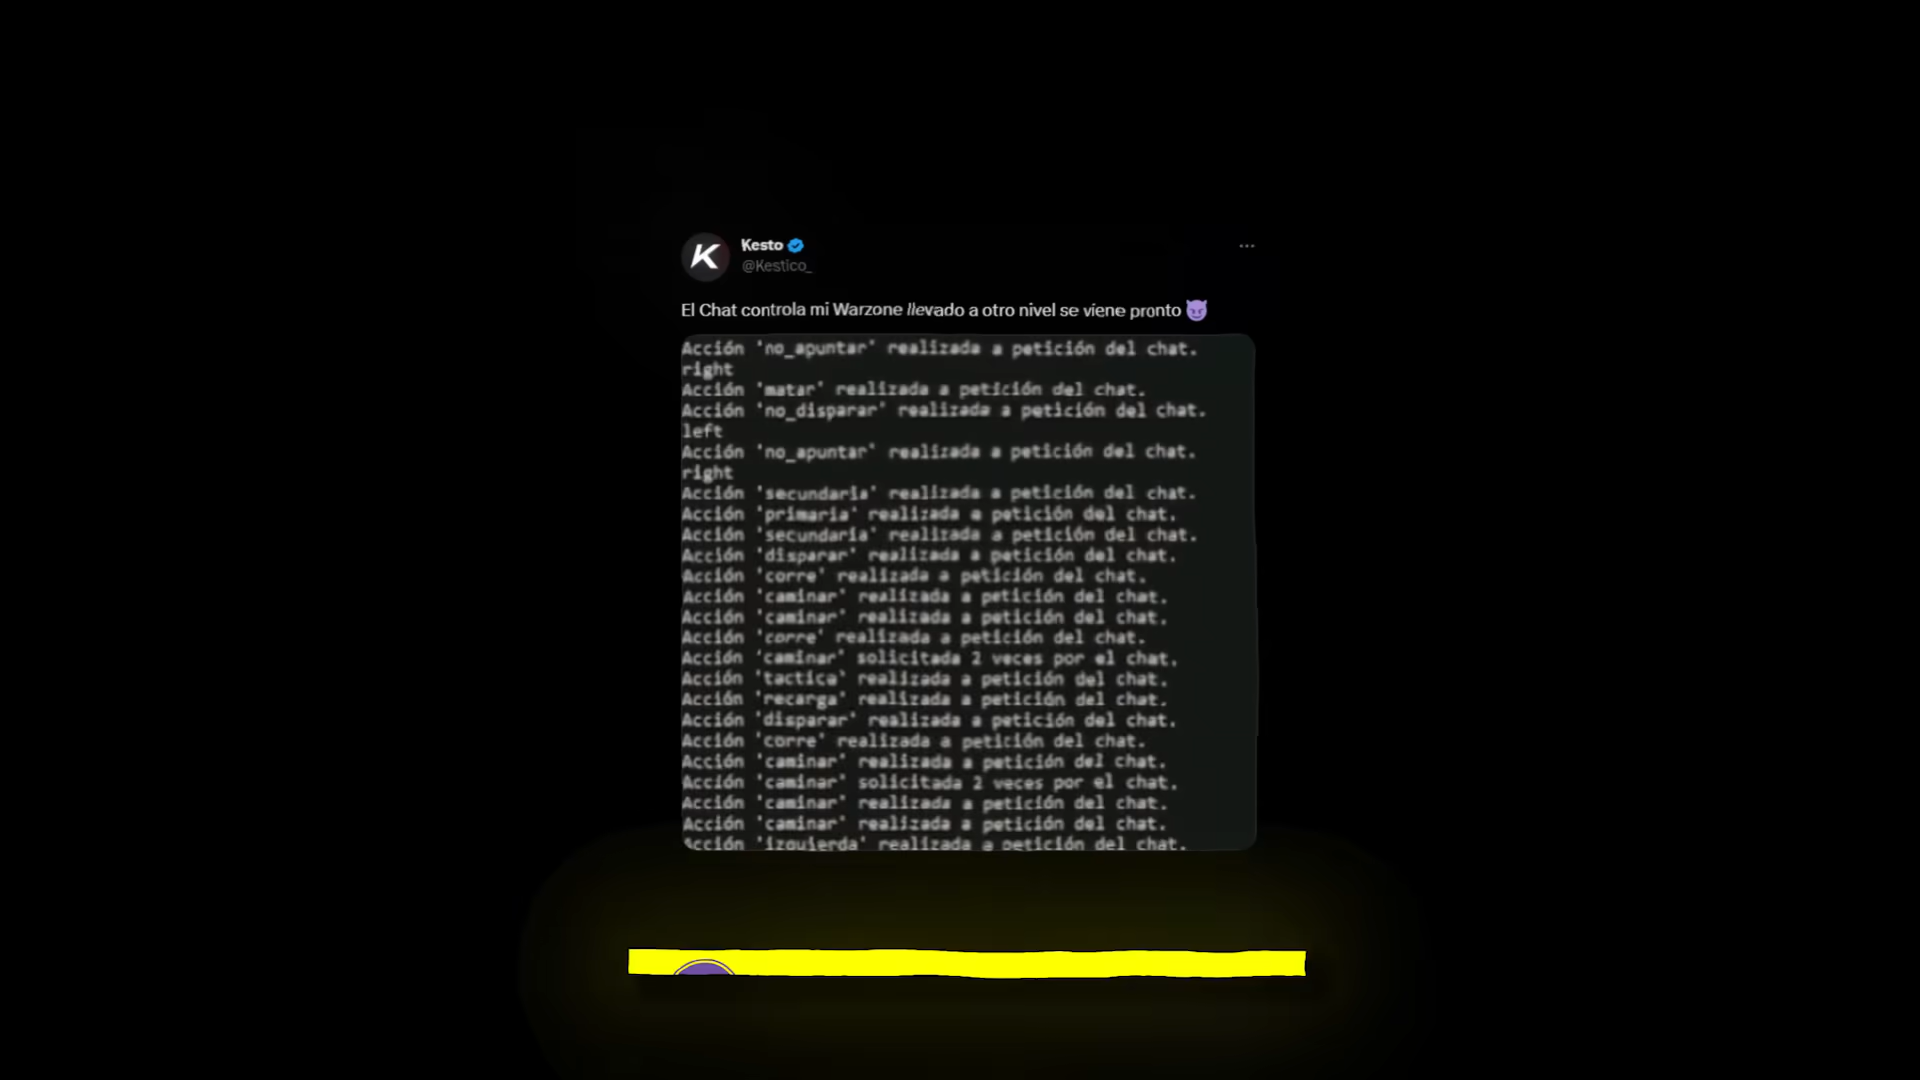 K
Kesto
@Kestico_
El Chat controla mi Warzone llevado a otro nivel se viene pronto 😈
Acción 'no_apuntar' realizada a petición del chat.
right
Acción 'matar' realizada a petición del chat.
Acción 'no_disparar' realizada a petición del chat.
left
Acción 'no_apuntar' realizada a petición del chat.
right
Acción 'secundaria' realizada a petición del chat.
Acción 'primaria' realizada a petición del chat.
Acción 'secundaria' realizada a petición del chat.
Acción 'disparar' realizada a petición del chat.
Acción 'corre' realizada a petición del chat.
Acción 'caminar' realizada a petición del chat.
Acción 'caminar' realizada a petición del chat.
Acción 'corre' realizada a petición del chat.
Acción 'caminar' solicitada 2 veces por el chat.
Acción 'tactica' realizada a petición del chat.
Acción 'recarga' realizada a petición del chat.
Acción 'disparar' realizada a petición del chat.
Acción 'corre' realizada a petición del chat.
Acción 'caminar' realizada a petición del chat.
Acción 'caminar' solicitada 2 veces por el chat.
Acción 'caminar' realizada a petición del chat.
Acción 'caminar' realizada a petición del chat.
Acción 'izquierda' realizada a petición del chat.